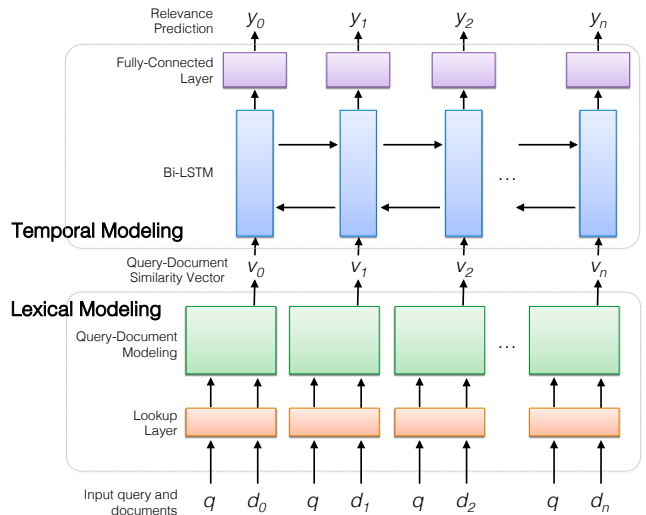 Relevance
Prediction
y0 y1 y2 yn
Fully-Connected
Layer
Bi-LSTM
...
Temporal Modeling
Query-Document
Similarity Vector
v0 v1 v2 vn
Lexical Modeling
Query-Document
Modeling
...
Lookup
Layer
Input query and
documents
q d0 q d1 q d2 q dn